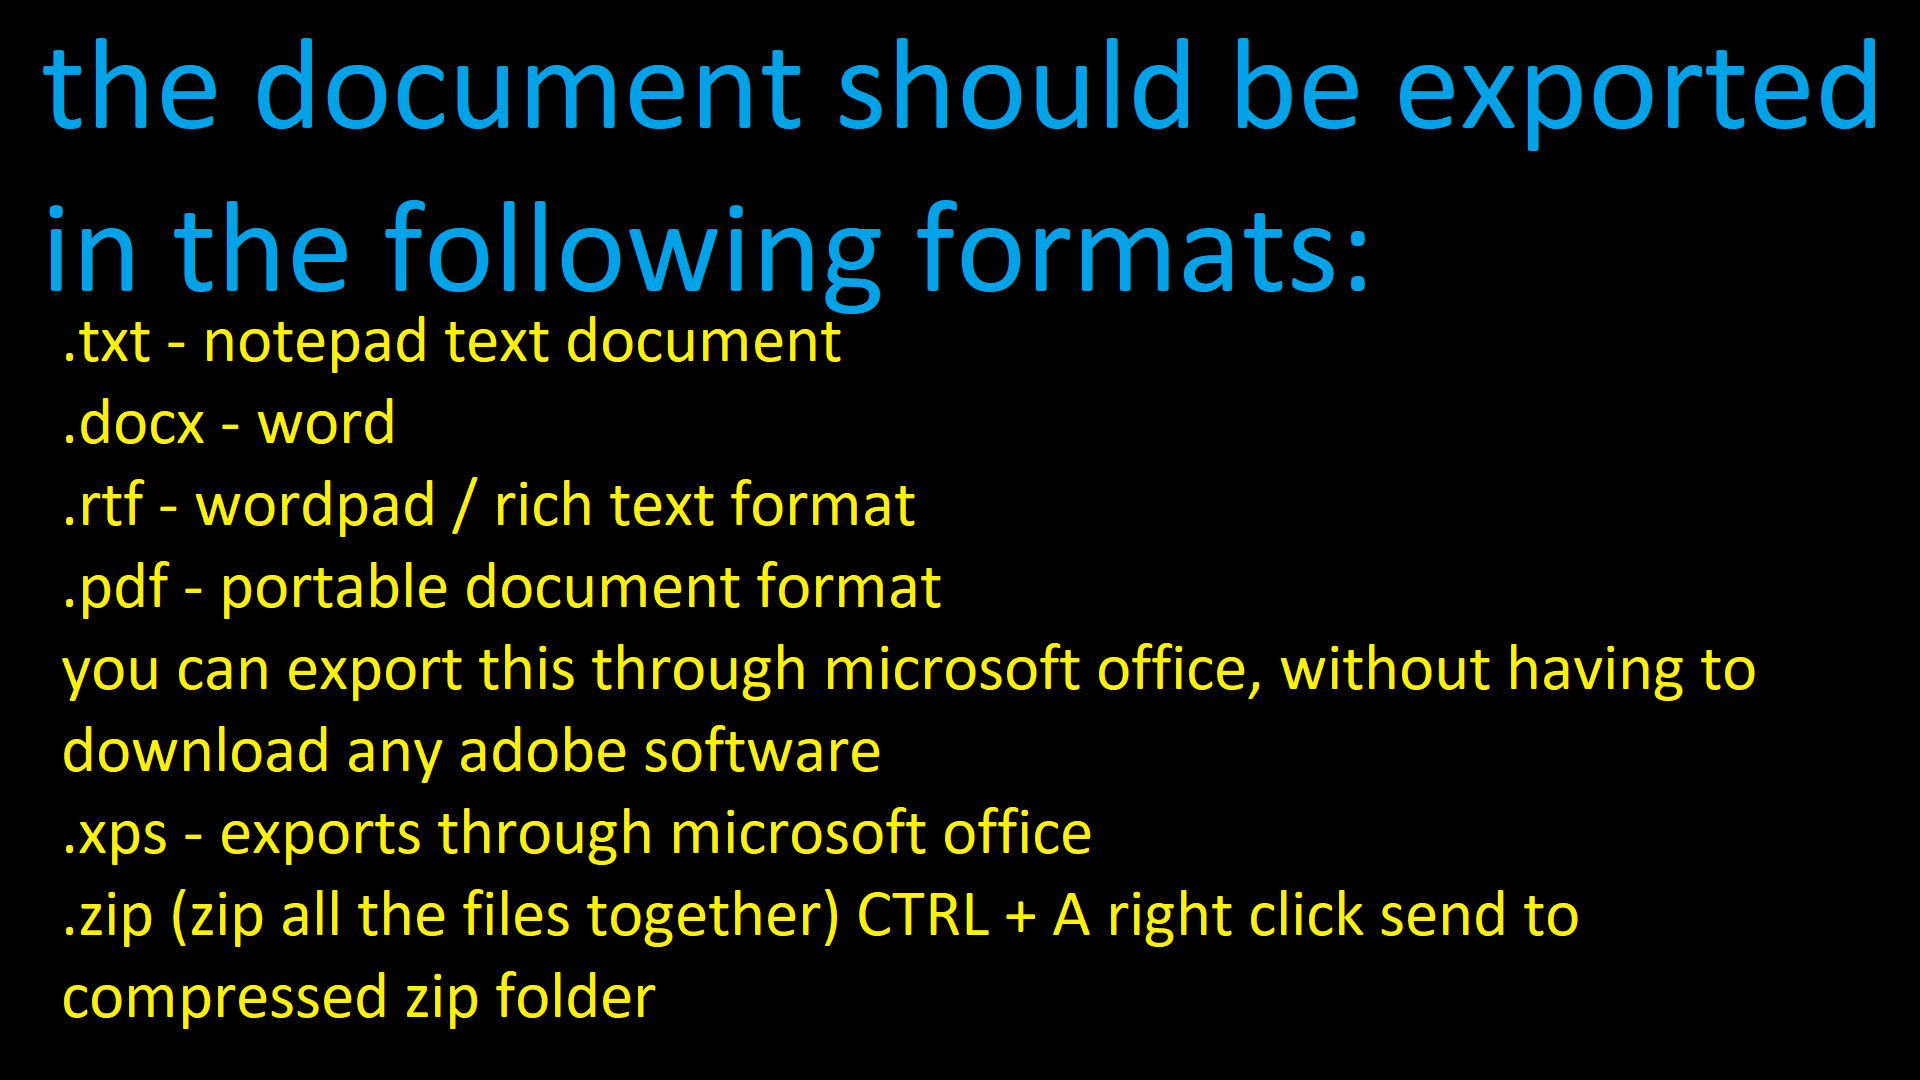 the document should be exported
in the following formats:
.txt - notepad text document
.docx - word
.rtf - wordpad / rich text format
.pdf - portable document format
you can export this through microsoft office, without having to
download any adobe software
.xps - exports through microsoft office
.zip (zip all the files together) CTRL + A right click send to
compressed zip folder